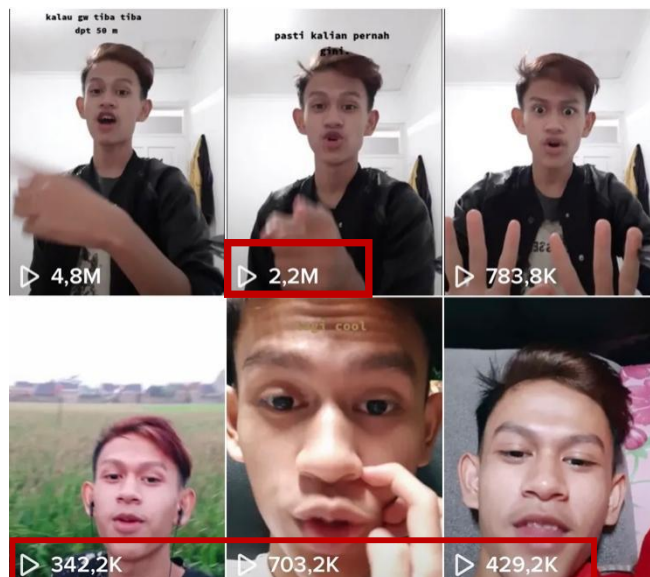 kalau gw tiba tiba
dpt 50 m
pasti kalian pernah
gini.
4,8M
2,2M
783,8K
cool
342,2K
703,2K
429,2K